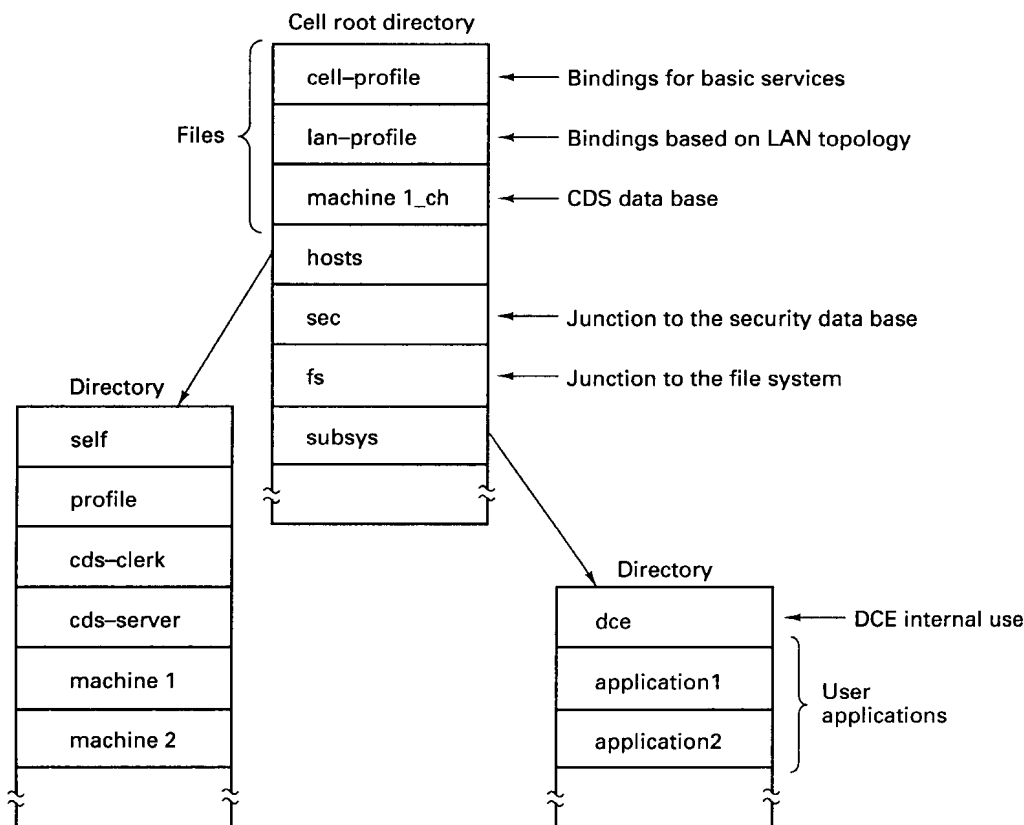 Cell root directory
Files
cell–profile
Bindings for basic services
lan–profile
Bindings based on LAN topology
machine 1_ch
CDS data base
hosts
sec
Junction to the security data base
fs
Junction to the file system
subsys
Directory
self
profile
cds–clerk
cds–server
machine 1
machine 2
Directory
dce
DCE internal use
application1
application2
User
applications